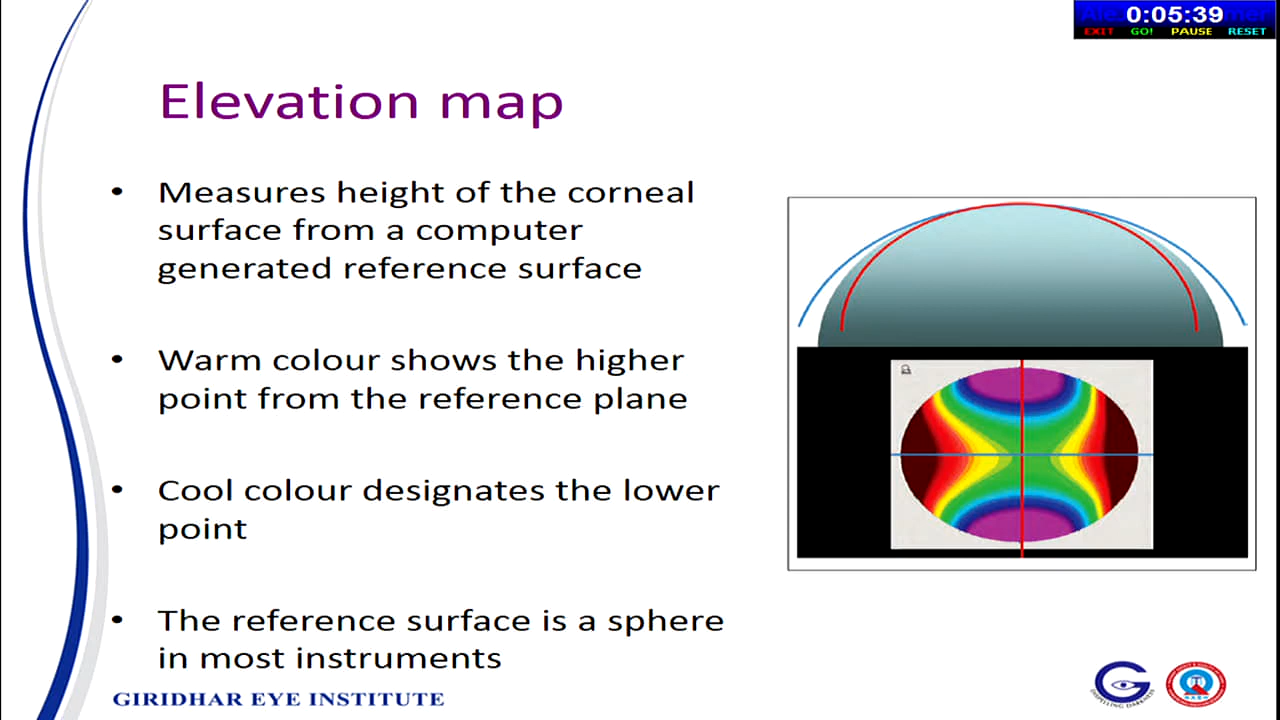 0:05:39
EXIT GO! PAUSE RESET
Elevation map
• Measures height of the corneal
surface from a computer
generated reference surface
• Warm colour shows the higher
point from the reference plane
• Cool colour designates the lower
point
• The reference surface is a sphere
in most instruments
GIRIDHAR EYE INSTITUTE
G
DISPELLING DARKNESS